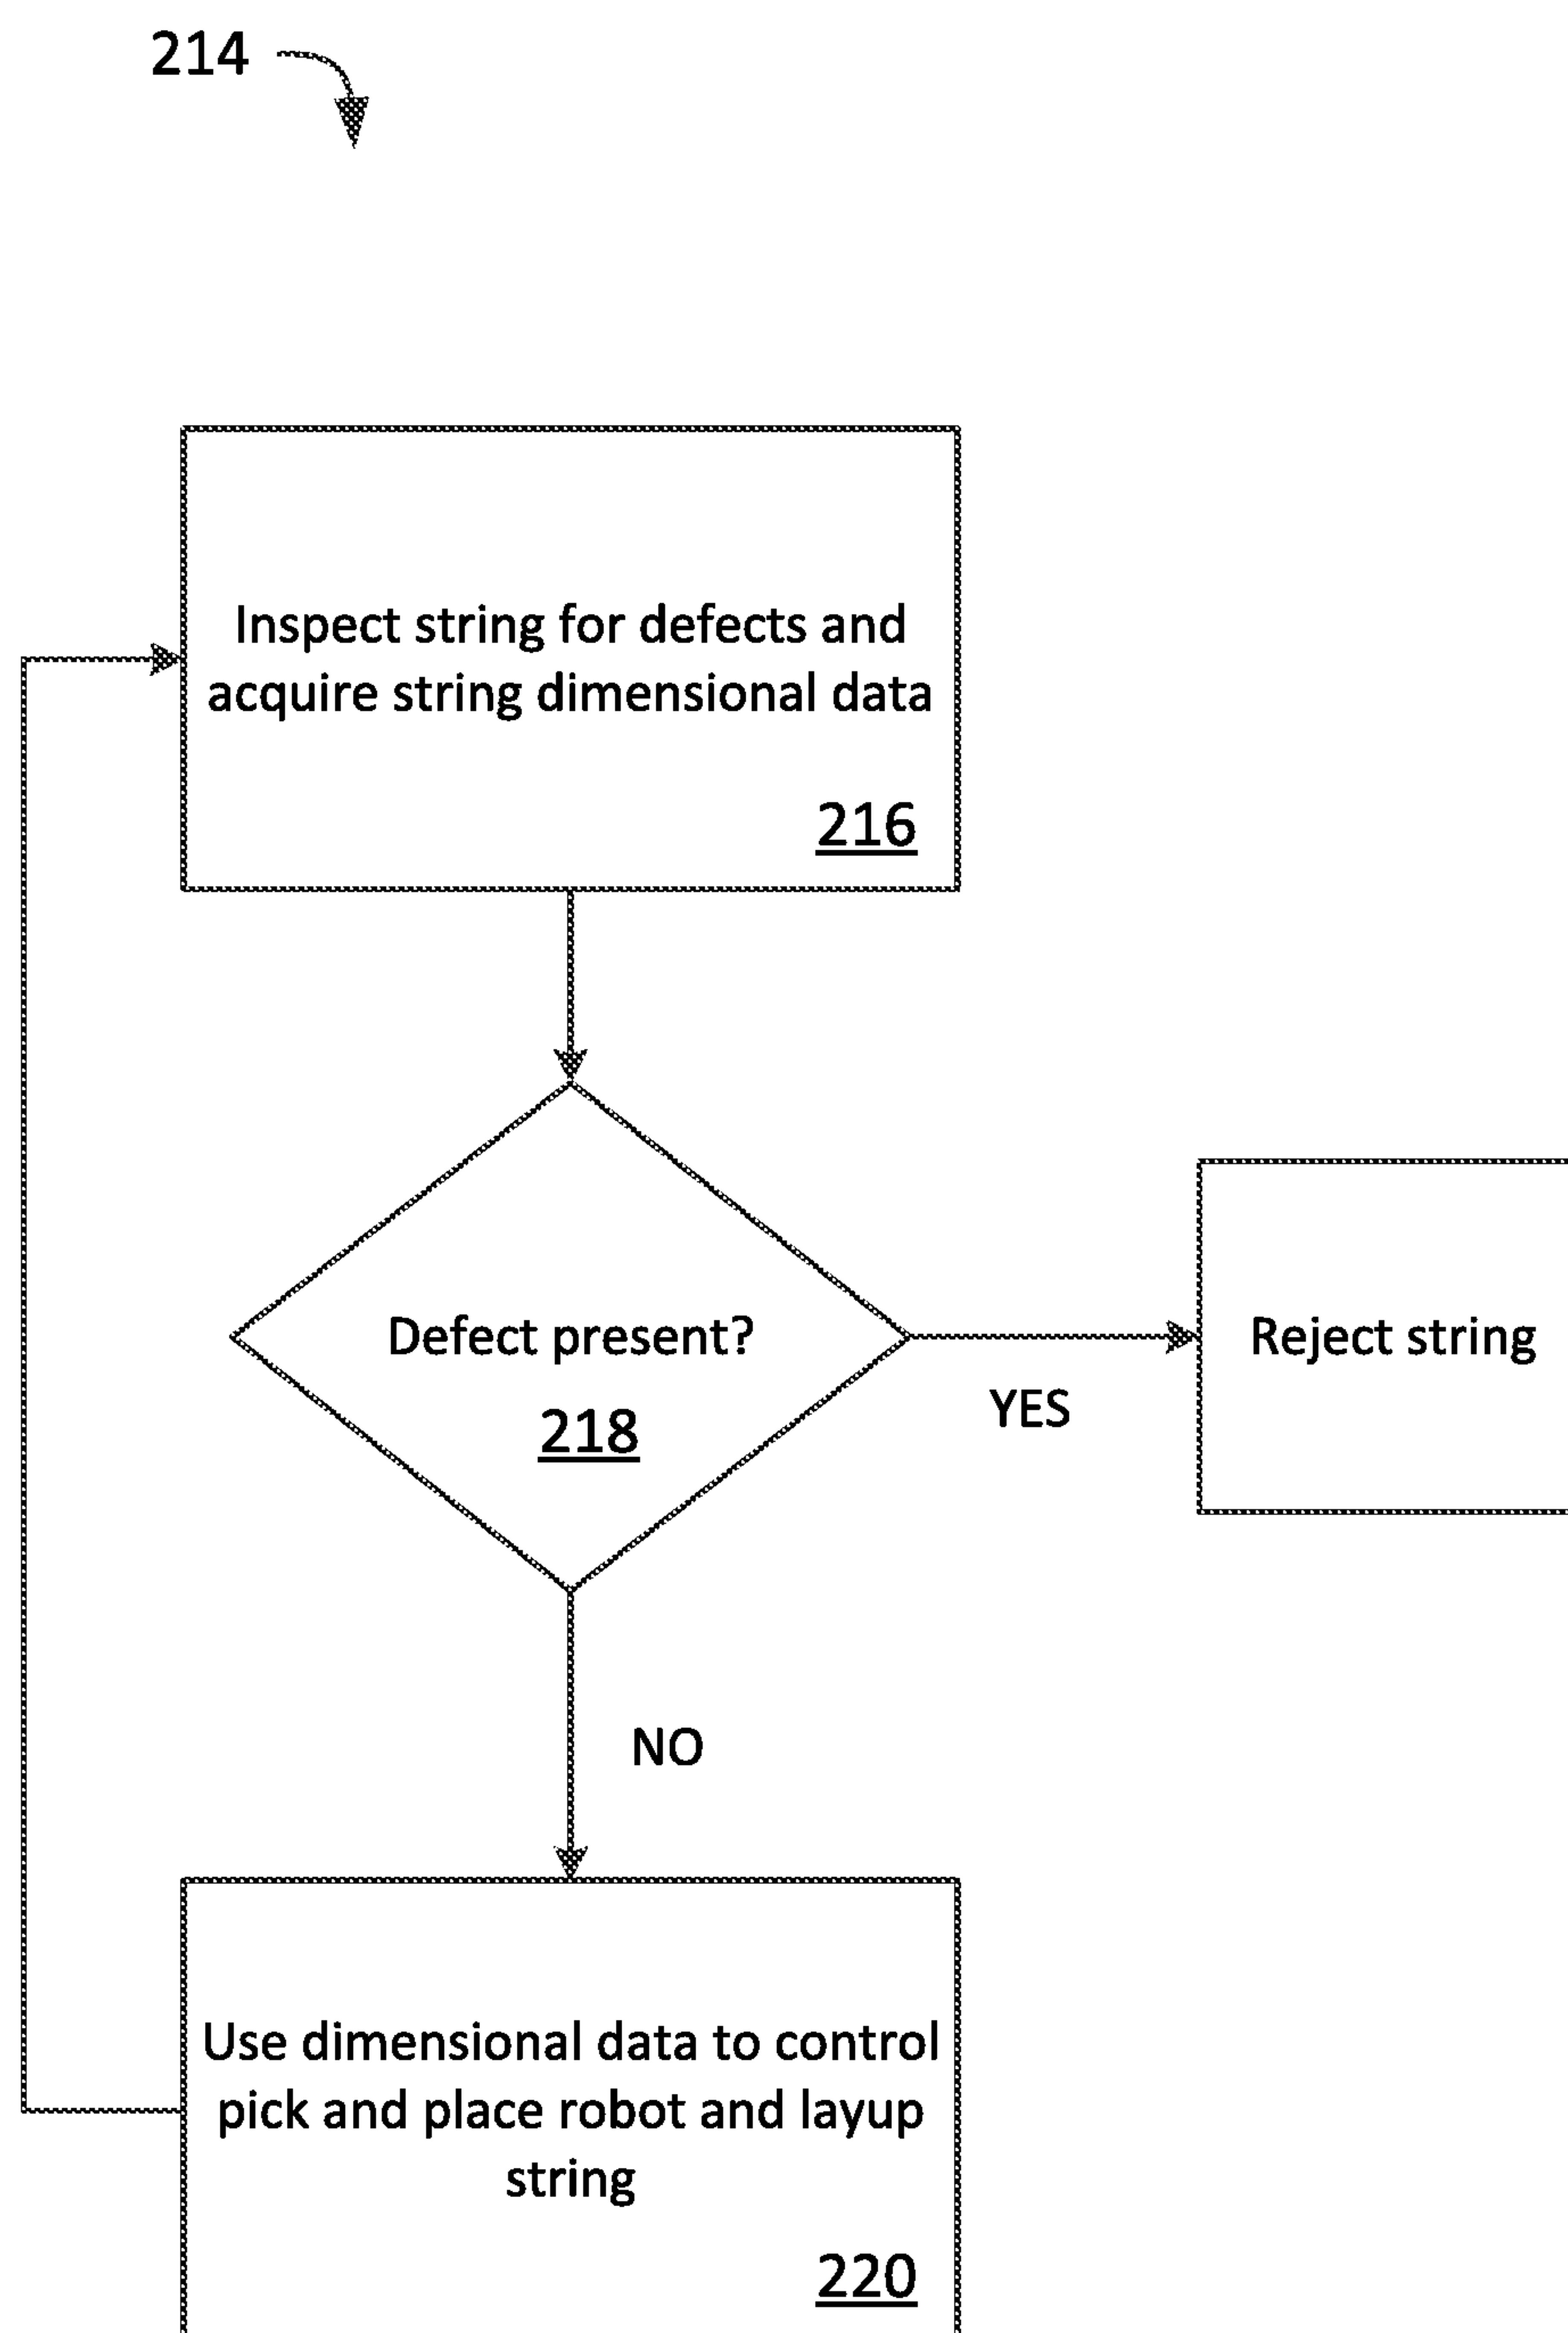 214
Inspect string for defects and
acquire string dimensional data
216
Defect present?
218
YES
Reject string
NO
Use dimensional data to control
pick and place robot and layup
string
220